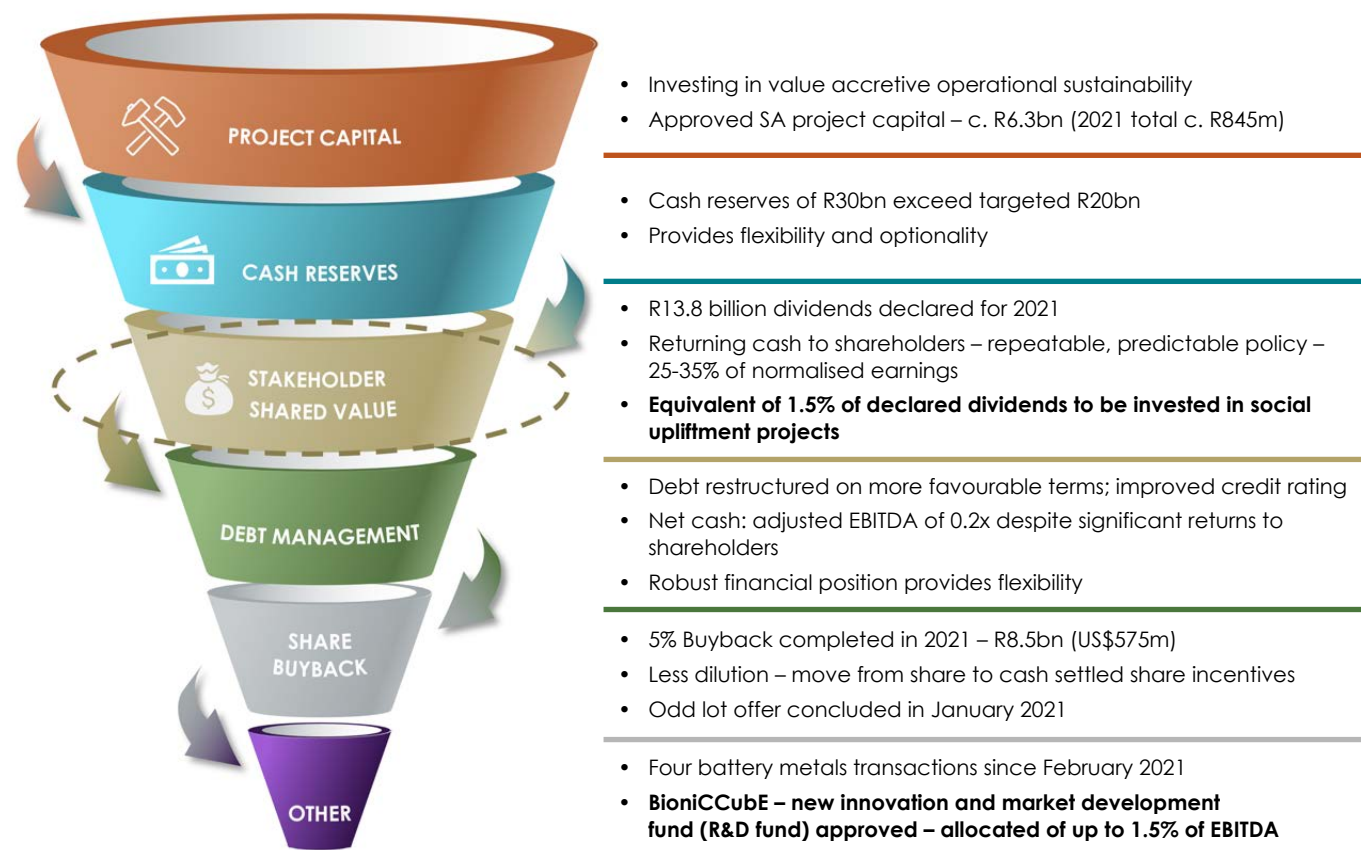 PROJECT CAPITAL
• Investing in value accretive operational sustainability
• Approved SA project capital – c. R6.3bn (2021 total c. R845m)
CASH RESERVES
• Cash reserves of R30bn exceed targeted R20bn
• Provides flexibility and optionality
$
STAKEHOLDER
SHARED VALUE
• R13.8 billion dividends declared for 2021
• Returning cash to shareholders – repeatable, predictable policy –
25-35% of normalised earnings
• Equivalent of 1.5% of declared dividends to be invested in social
upliftment projects
DEBT MANAGEMENT
• Debt restructured on more favourable terms; improved credit rating
• Net cash: adjusted EBITDA of 0.2x despite significant returns to
shareholders
• Robust financial position provides flexibility
SHARE
BUYBACK
• 5% Buyback completed in 2021 – R8.5bn (US$575m)
• Less dilution – move from share to cash settled share incentives
• Odd lot offer concluded in January 2021
OTHER
• Four battery metals transactions since February 2021
• BioniCCubE – new innovation and market development
fund (R&D fund) approved – allocated of up to 1.5% of EBITDA